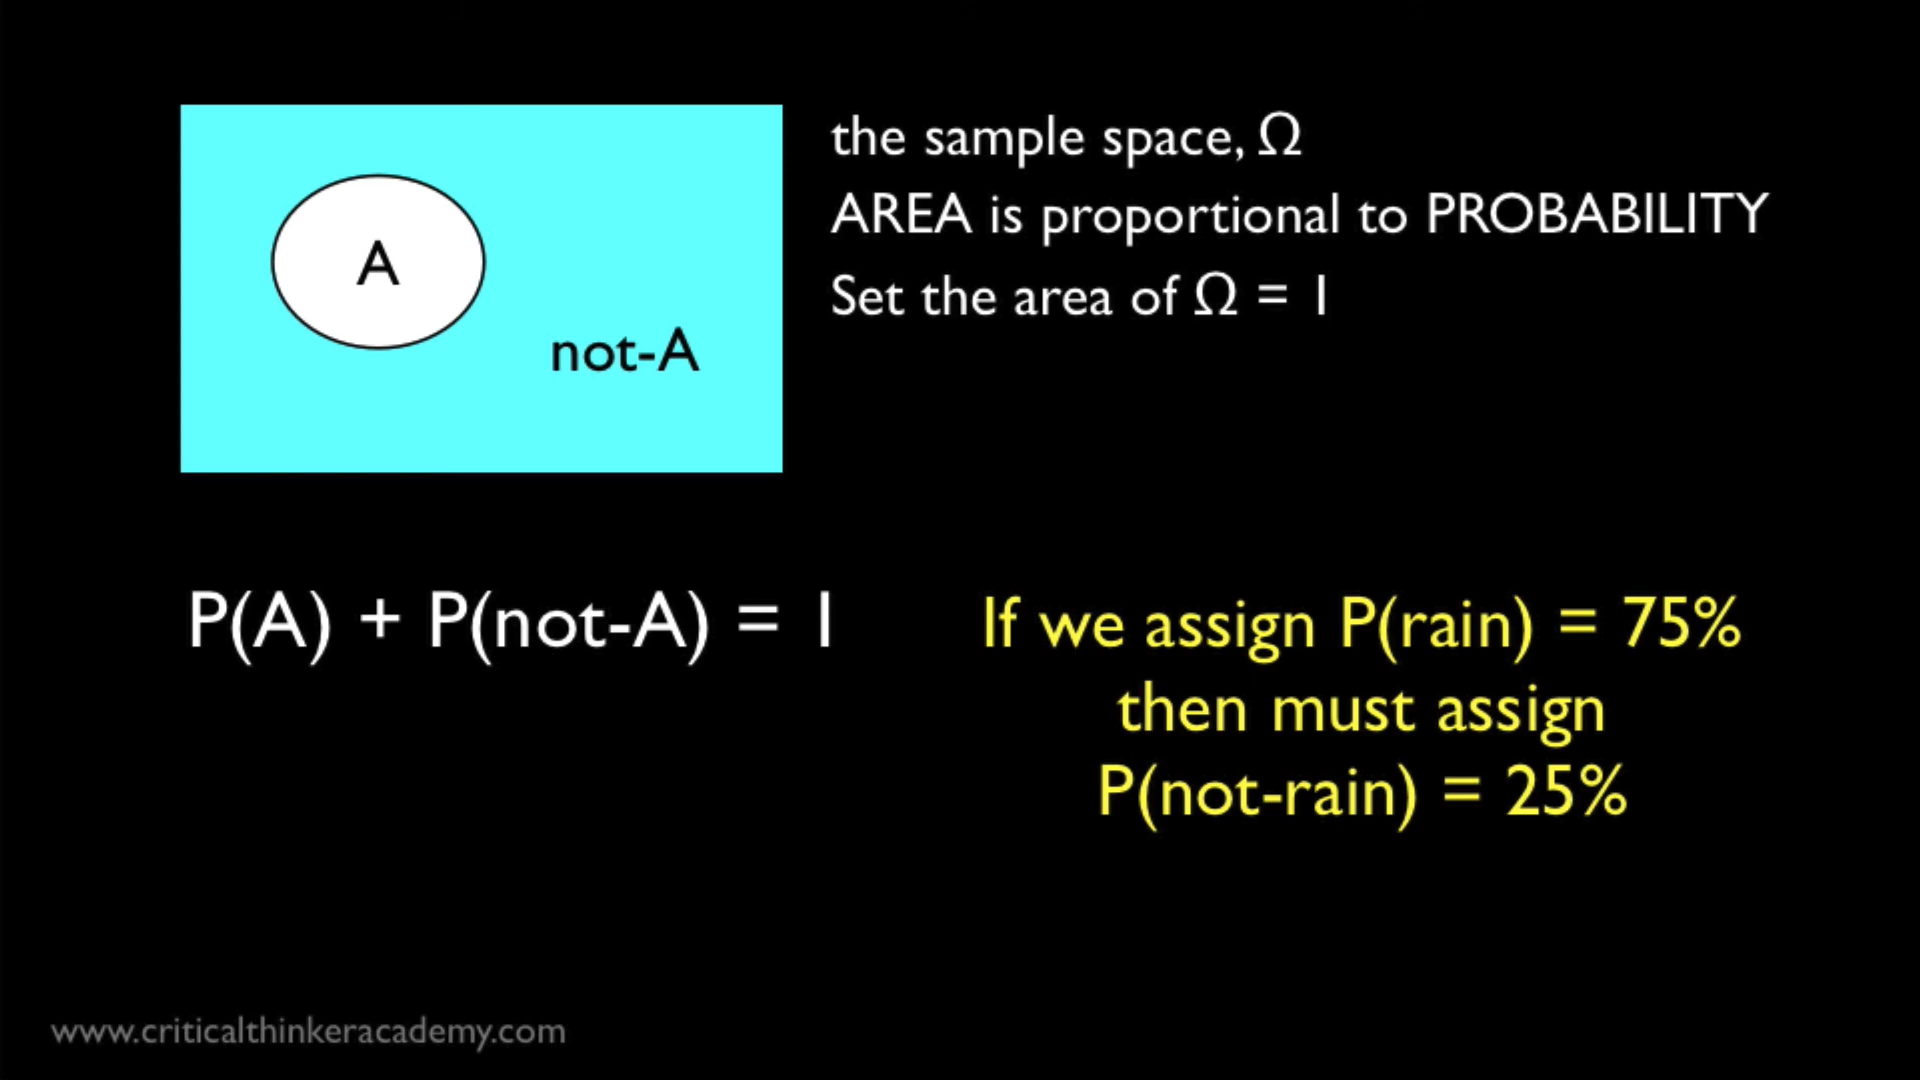 the sample space, Ω
AREA is proportional to PROBABILITY
Set the area of Ω = 1
A
not-A
P(A) + P(not-A) = 1
If we assign P(rain) = 75%
then must assign
P(not-rain) = 25%
www.criticalthinkeracademy.com